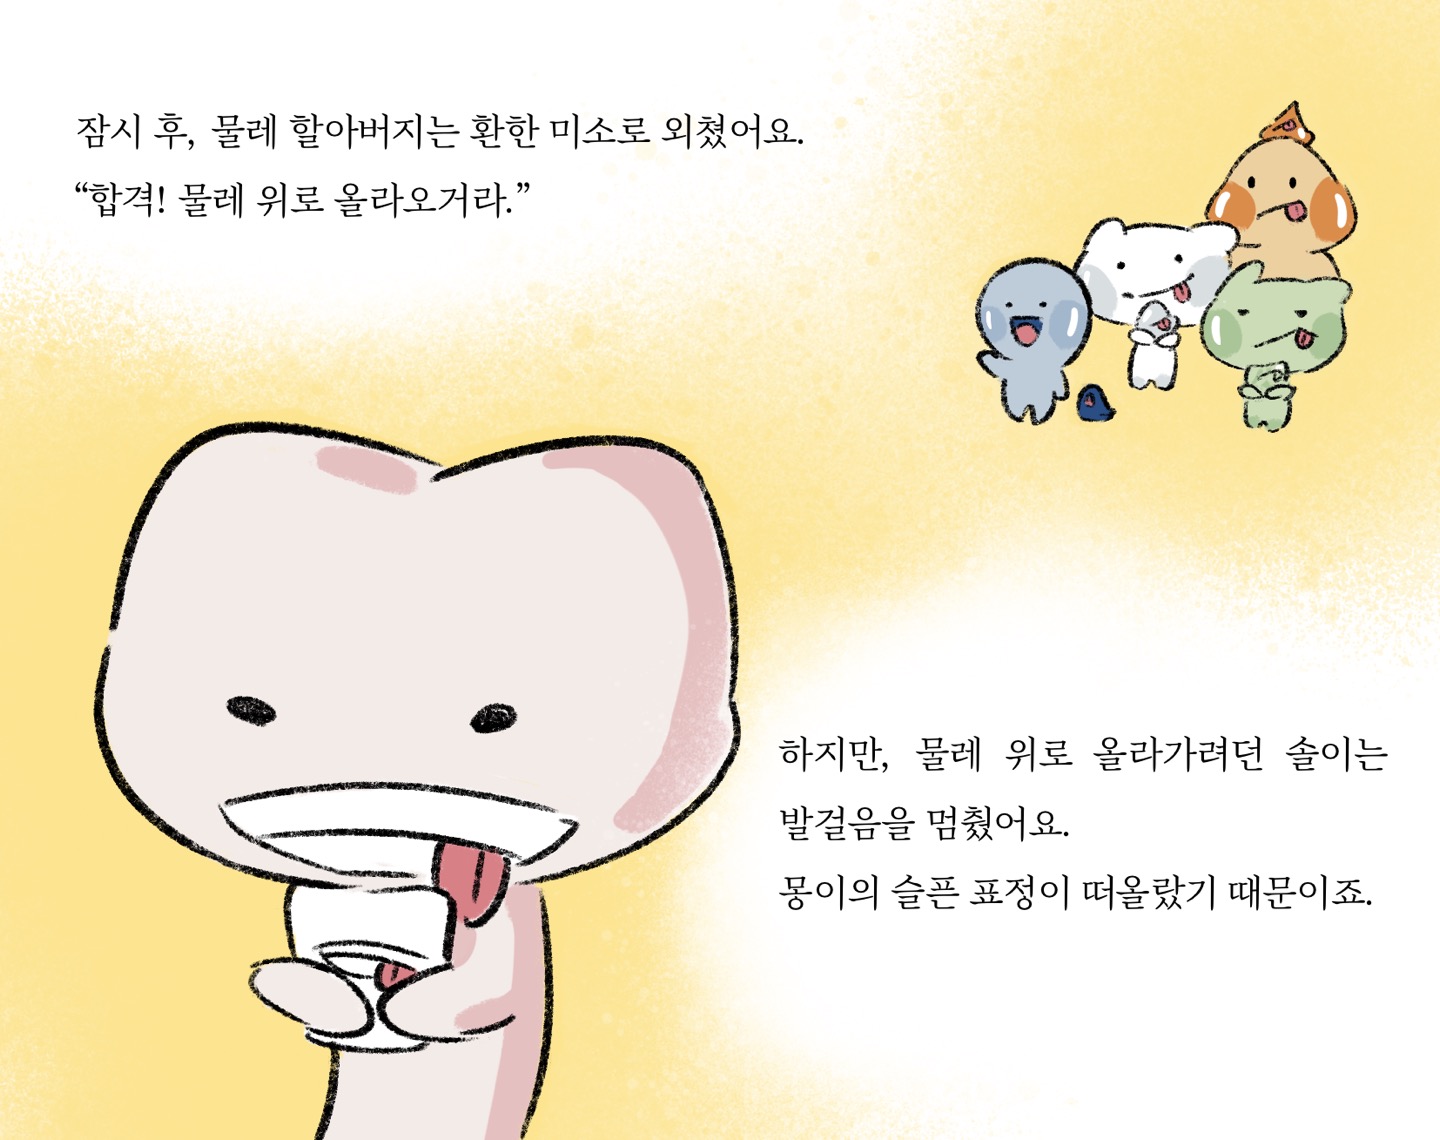 잠시 후, 물레 할아버지는 환한 미소로 외쳤어요.
“합격! 물레 위로 올라오거라.”
하지만, 물레 위로 올라가려던 솔이는
발걸음을 멈췄어요.
몽이의 슬픈 표정이 떠올랐기 때문이죠.